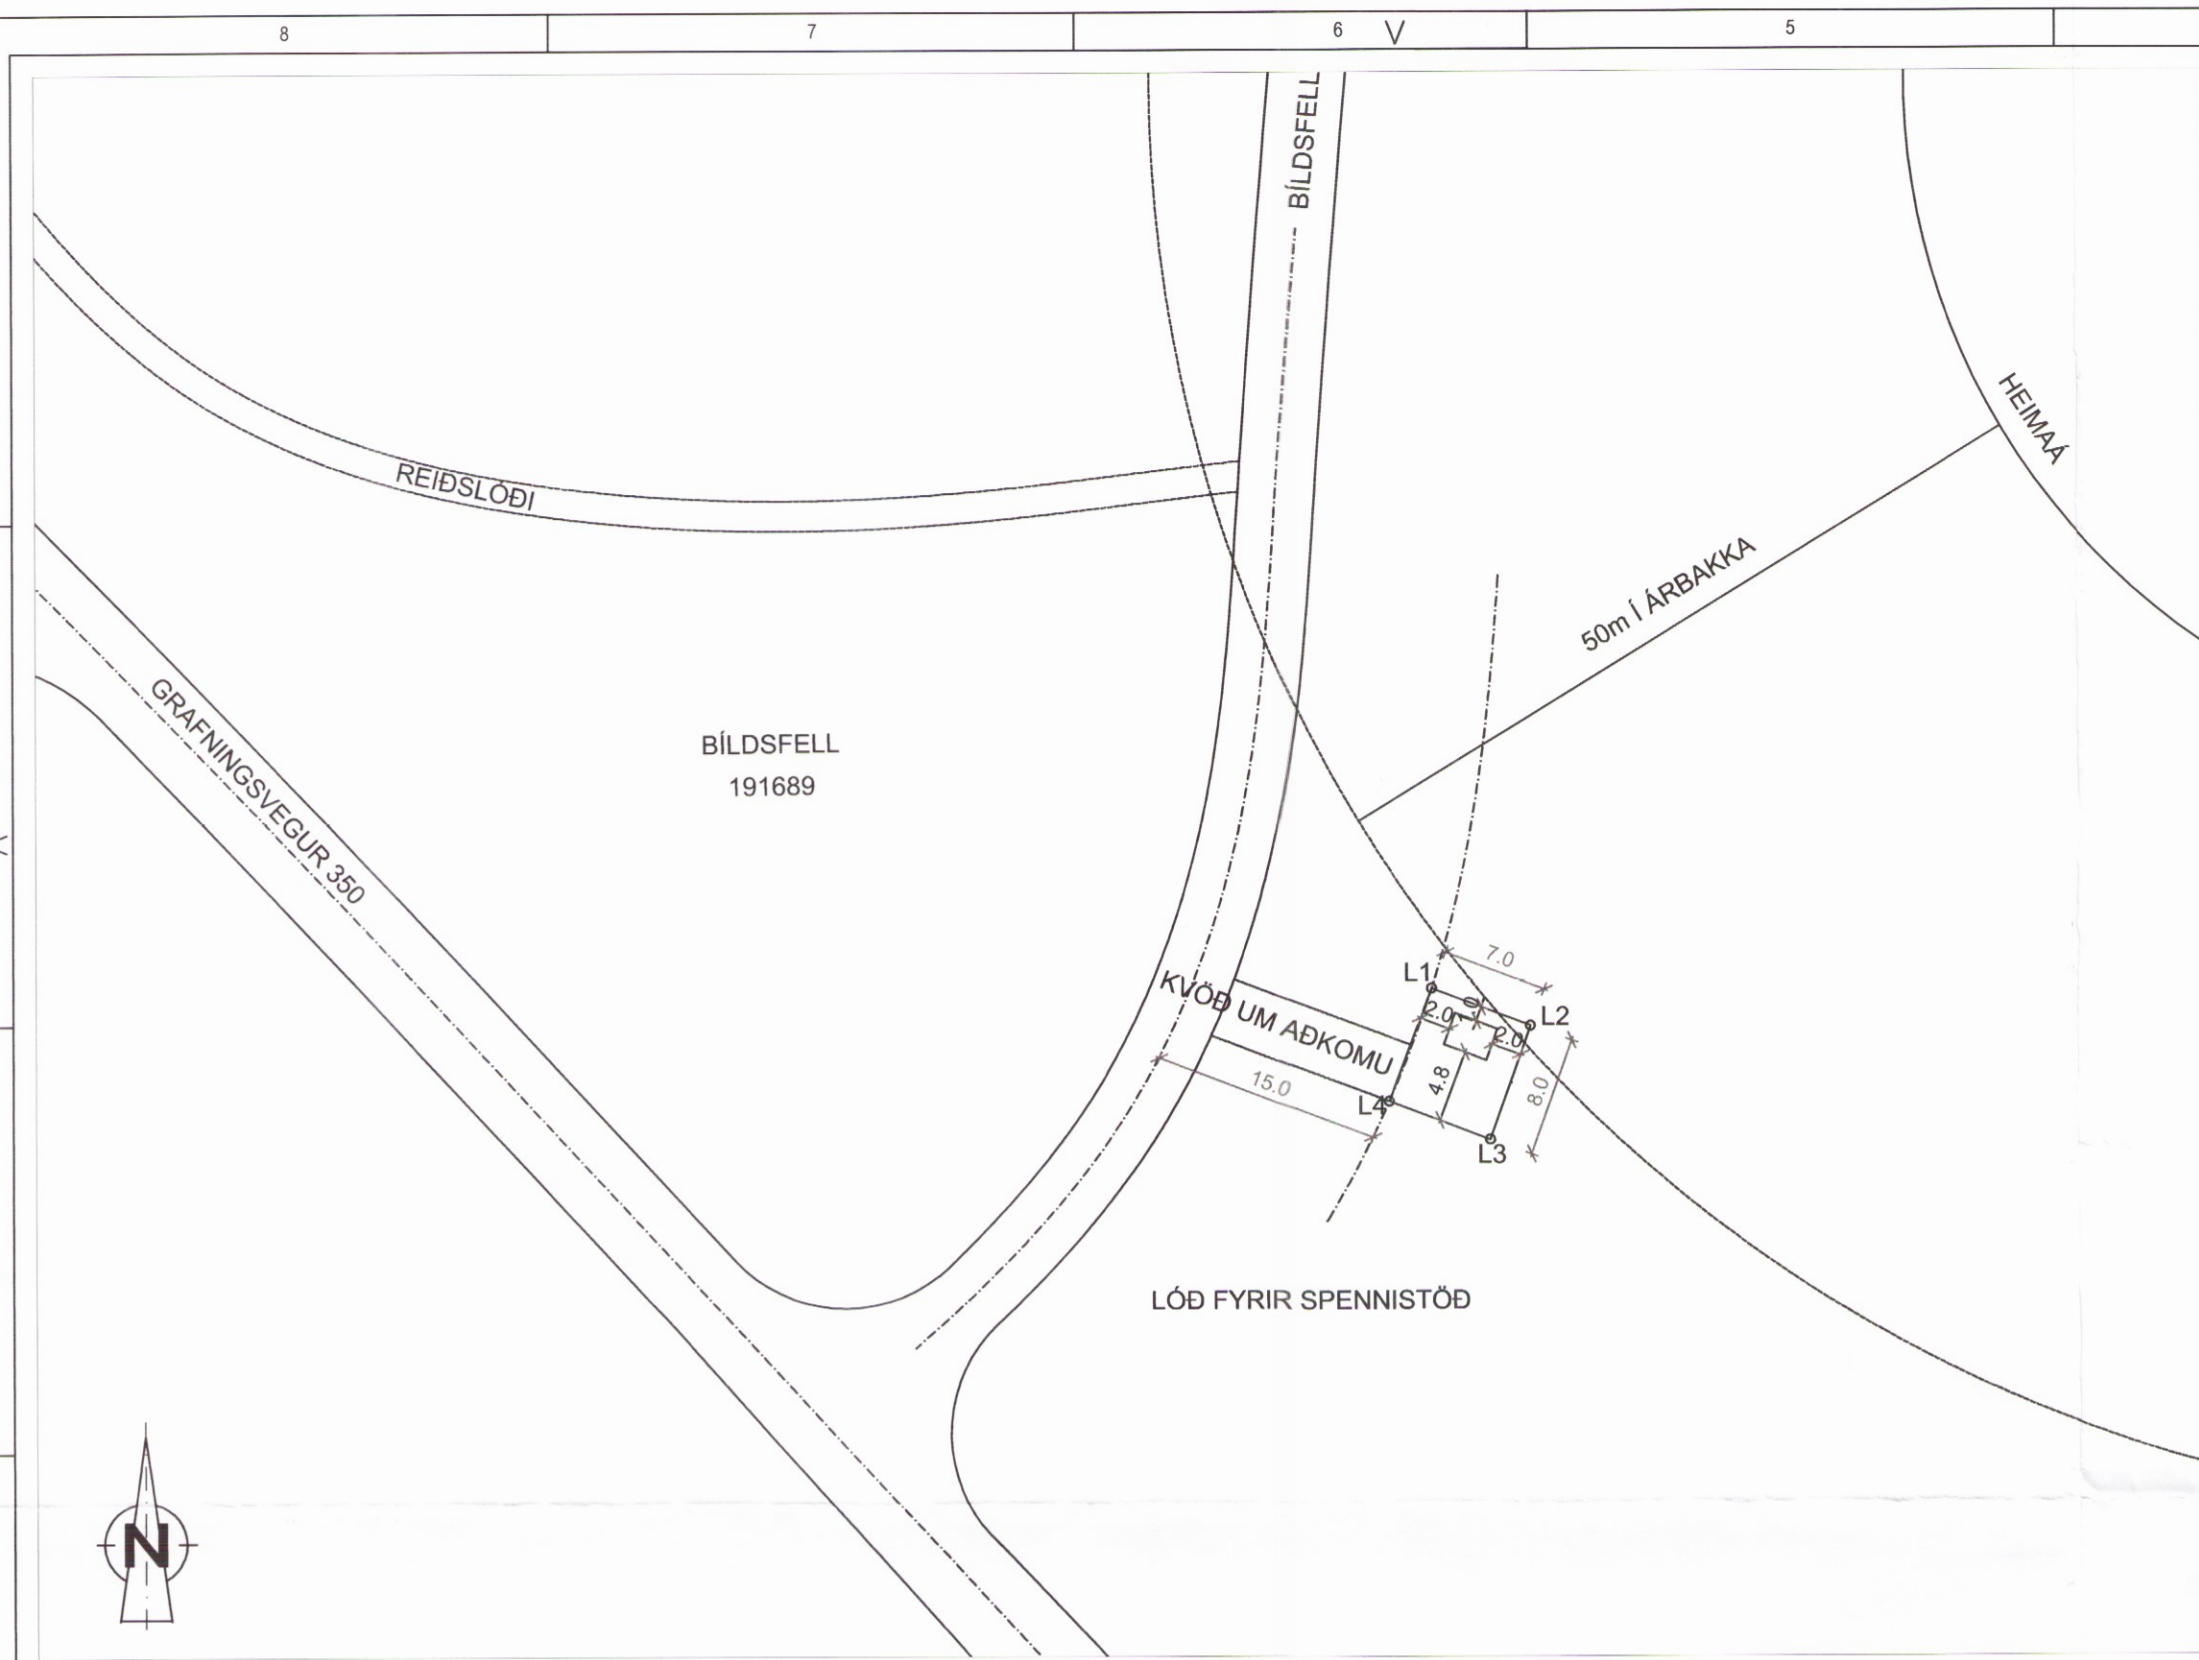 8
7
6
V
5
BÍLDSFELL
HEIMAÁ
REIÐSLÓÐI
50m Í ÁRBAKKA
GRAFNINGSVEGUR 350
BÍLDSFELL
191689
7.0
L1
1.0
2.0
L2
2.0
KVÖÐ UM AÐKOMU
15.0
4.8
8.0
L4
L3
LÓÐ FYRIR SPENNISTÖÐ
N